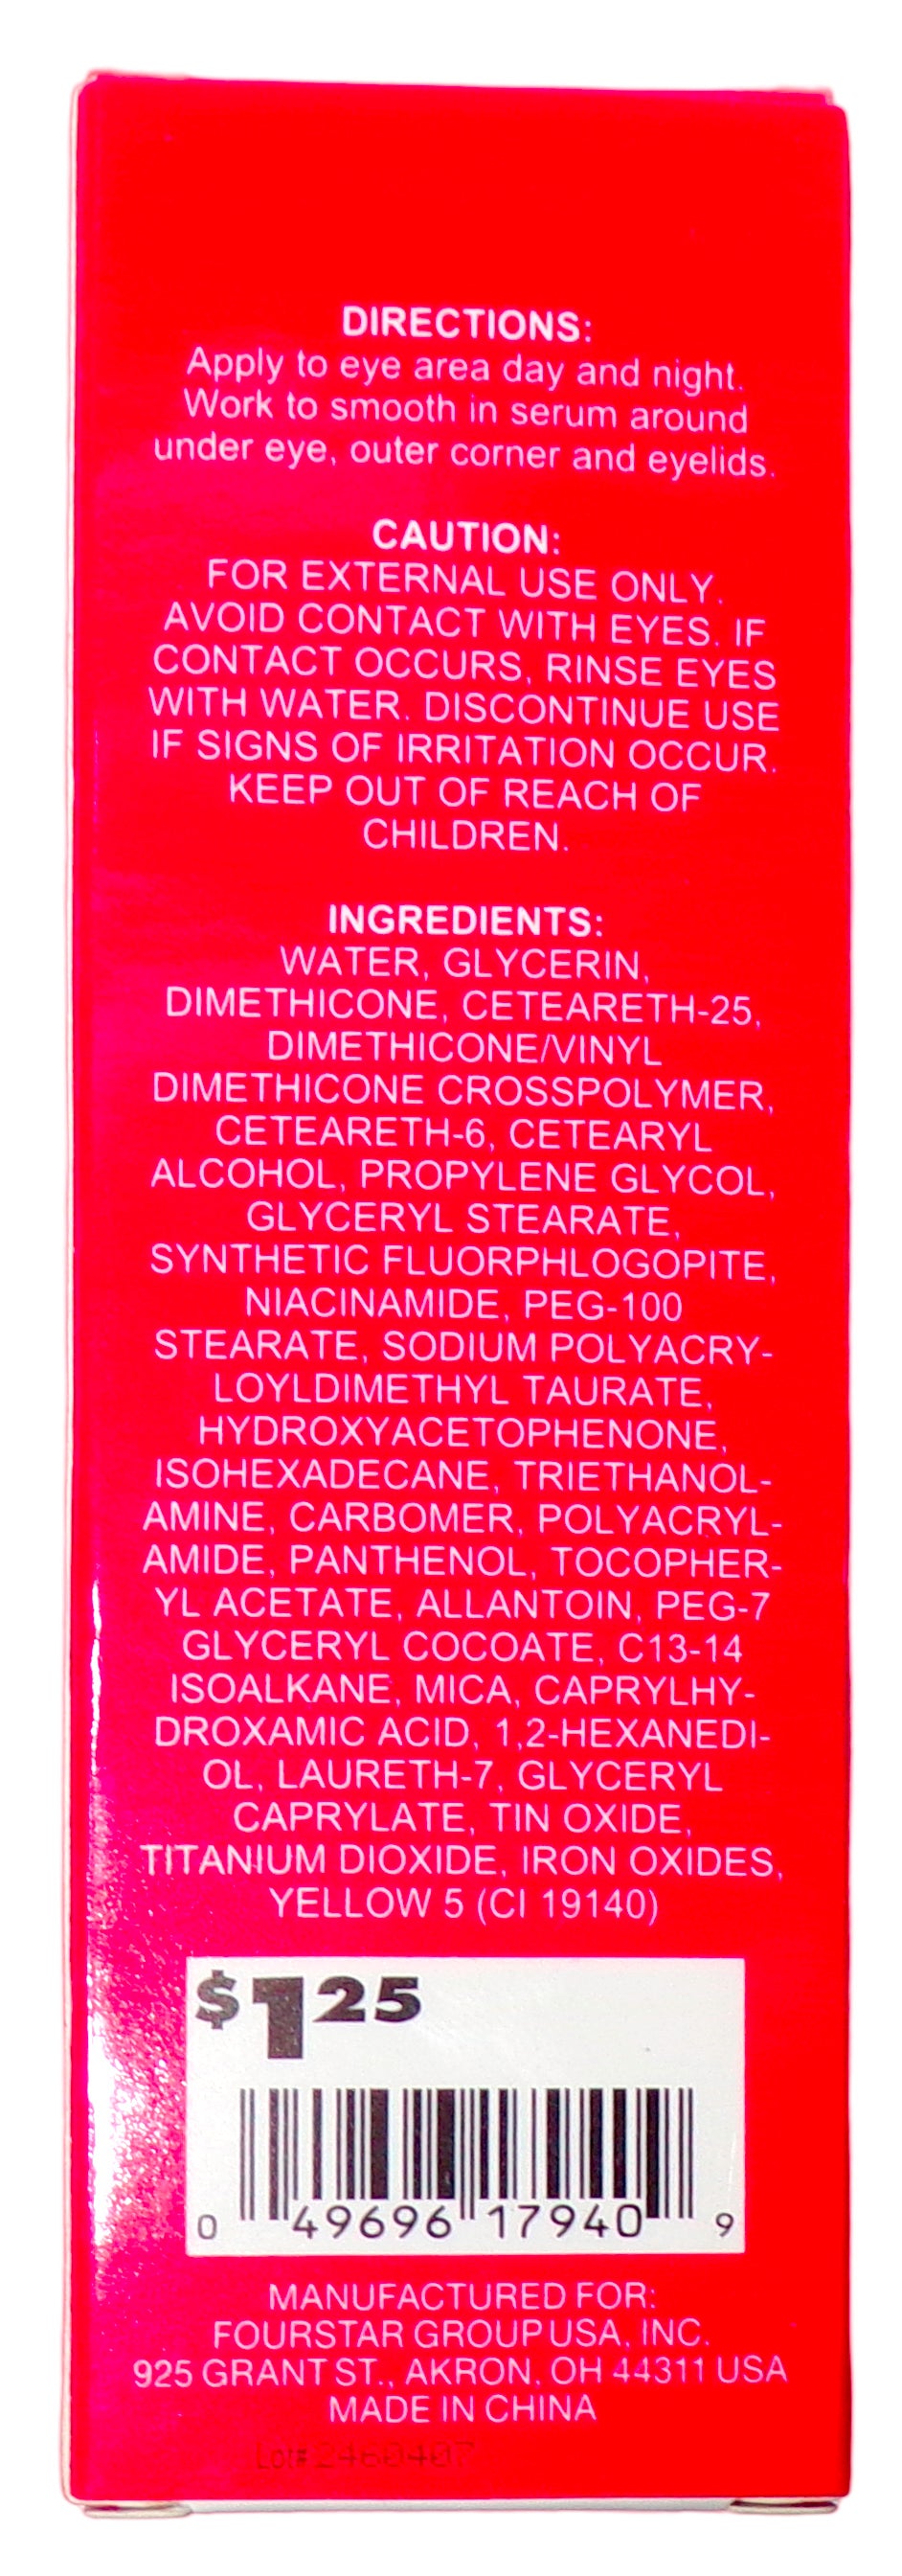 DIRECTIONS:
Apply to eye area day and night.
Work to smooth in serum around
under eye, outer corner and eyelids.
CAUTION:
FOR EXTERNAL USE ONLY.
AVOID CONTACT WITH EYES. IF
CONTACT OCCURS, RINSE EYES
WITH WATER. DISCONTINUE USE
IF SIGNS OF IRRITATION OCCUR.
KEEP OUT OF REACH OF
CHILDREN.
INGREDIENTS:
WATER, GLYCERIN,
DIMETHICONE, CETEARETH-25,
DIMETHICONE/VINYL
DIMETHICONE CROSSPOLYMER,
CETEARETH-6, CETEARYL
ALCOHOL, PROPYLENE GLYCOL,
GLYCERYL STEARATE,
SYNTHETIC FLUORPHLOGOPITE,
NIACINAMIDE, PEG-100
STEARATE, SODIUM POLYACRY-
LOYLDIMETHYL TAURATE,
HYDROXYACETOPHENONE,
ISOHEXADECANE, TRIETHANOL-
AMINE, CARBOMER, POLYACRYL-
AMIDE, PANTHENOL, TOCOPHER-
YL ACETATE, ALLANTOIN, PEG-7
GLYCERYL COCOATE, C13-14
ISOALKANE, MICA, CAPRYLHY-
DROXAMIC ACID, 1,2-HEXANEDI-
OL, LAURETH-7, GLYCERYL
CAPRYLATE, TIN OXIDE,
TITANIUM DIOXIDE, IRON OXIDES,
YELLOW 5 (CI 19140)
$1.25
0 49696 17940 9
MANUFACTURED FOR:
FOURSTAR GROUP USA, INC.
925 GRANT ST., AKRON, OH 44311 USA
MADE IN CHINA
Lot# 2460407